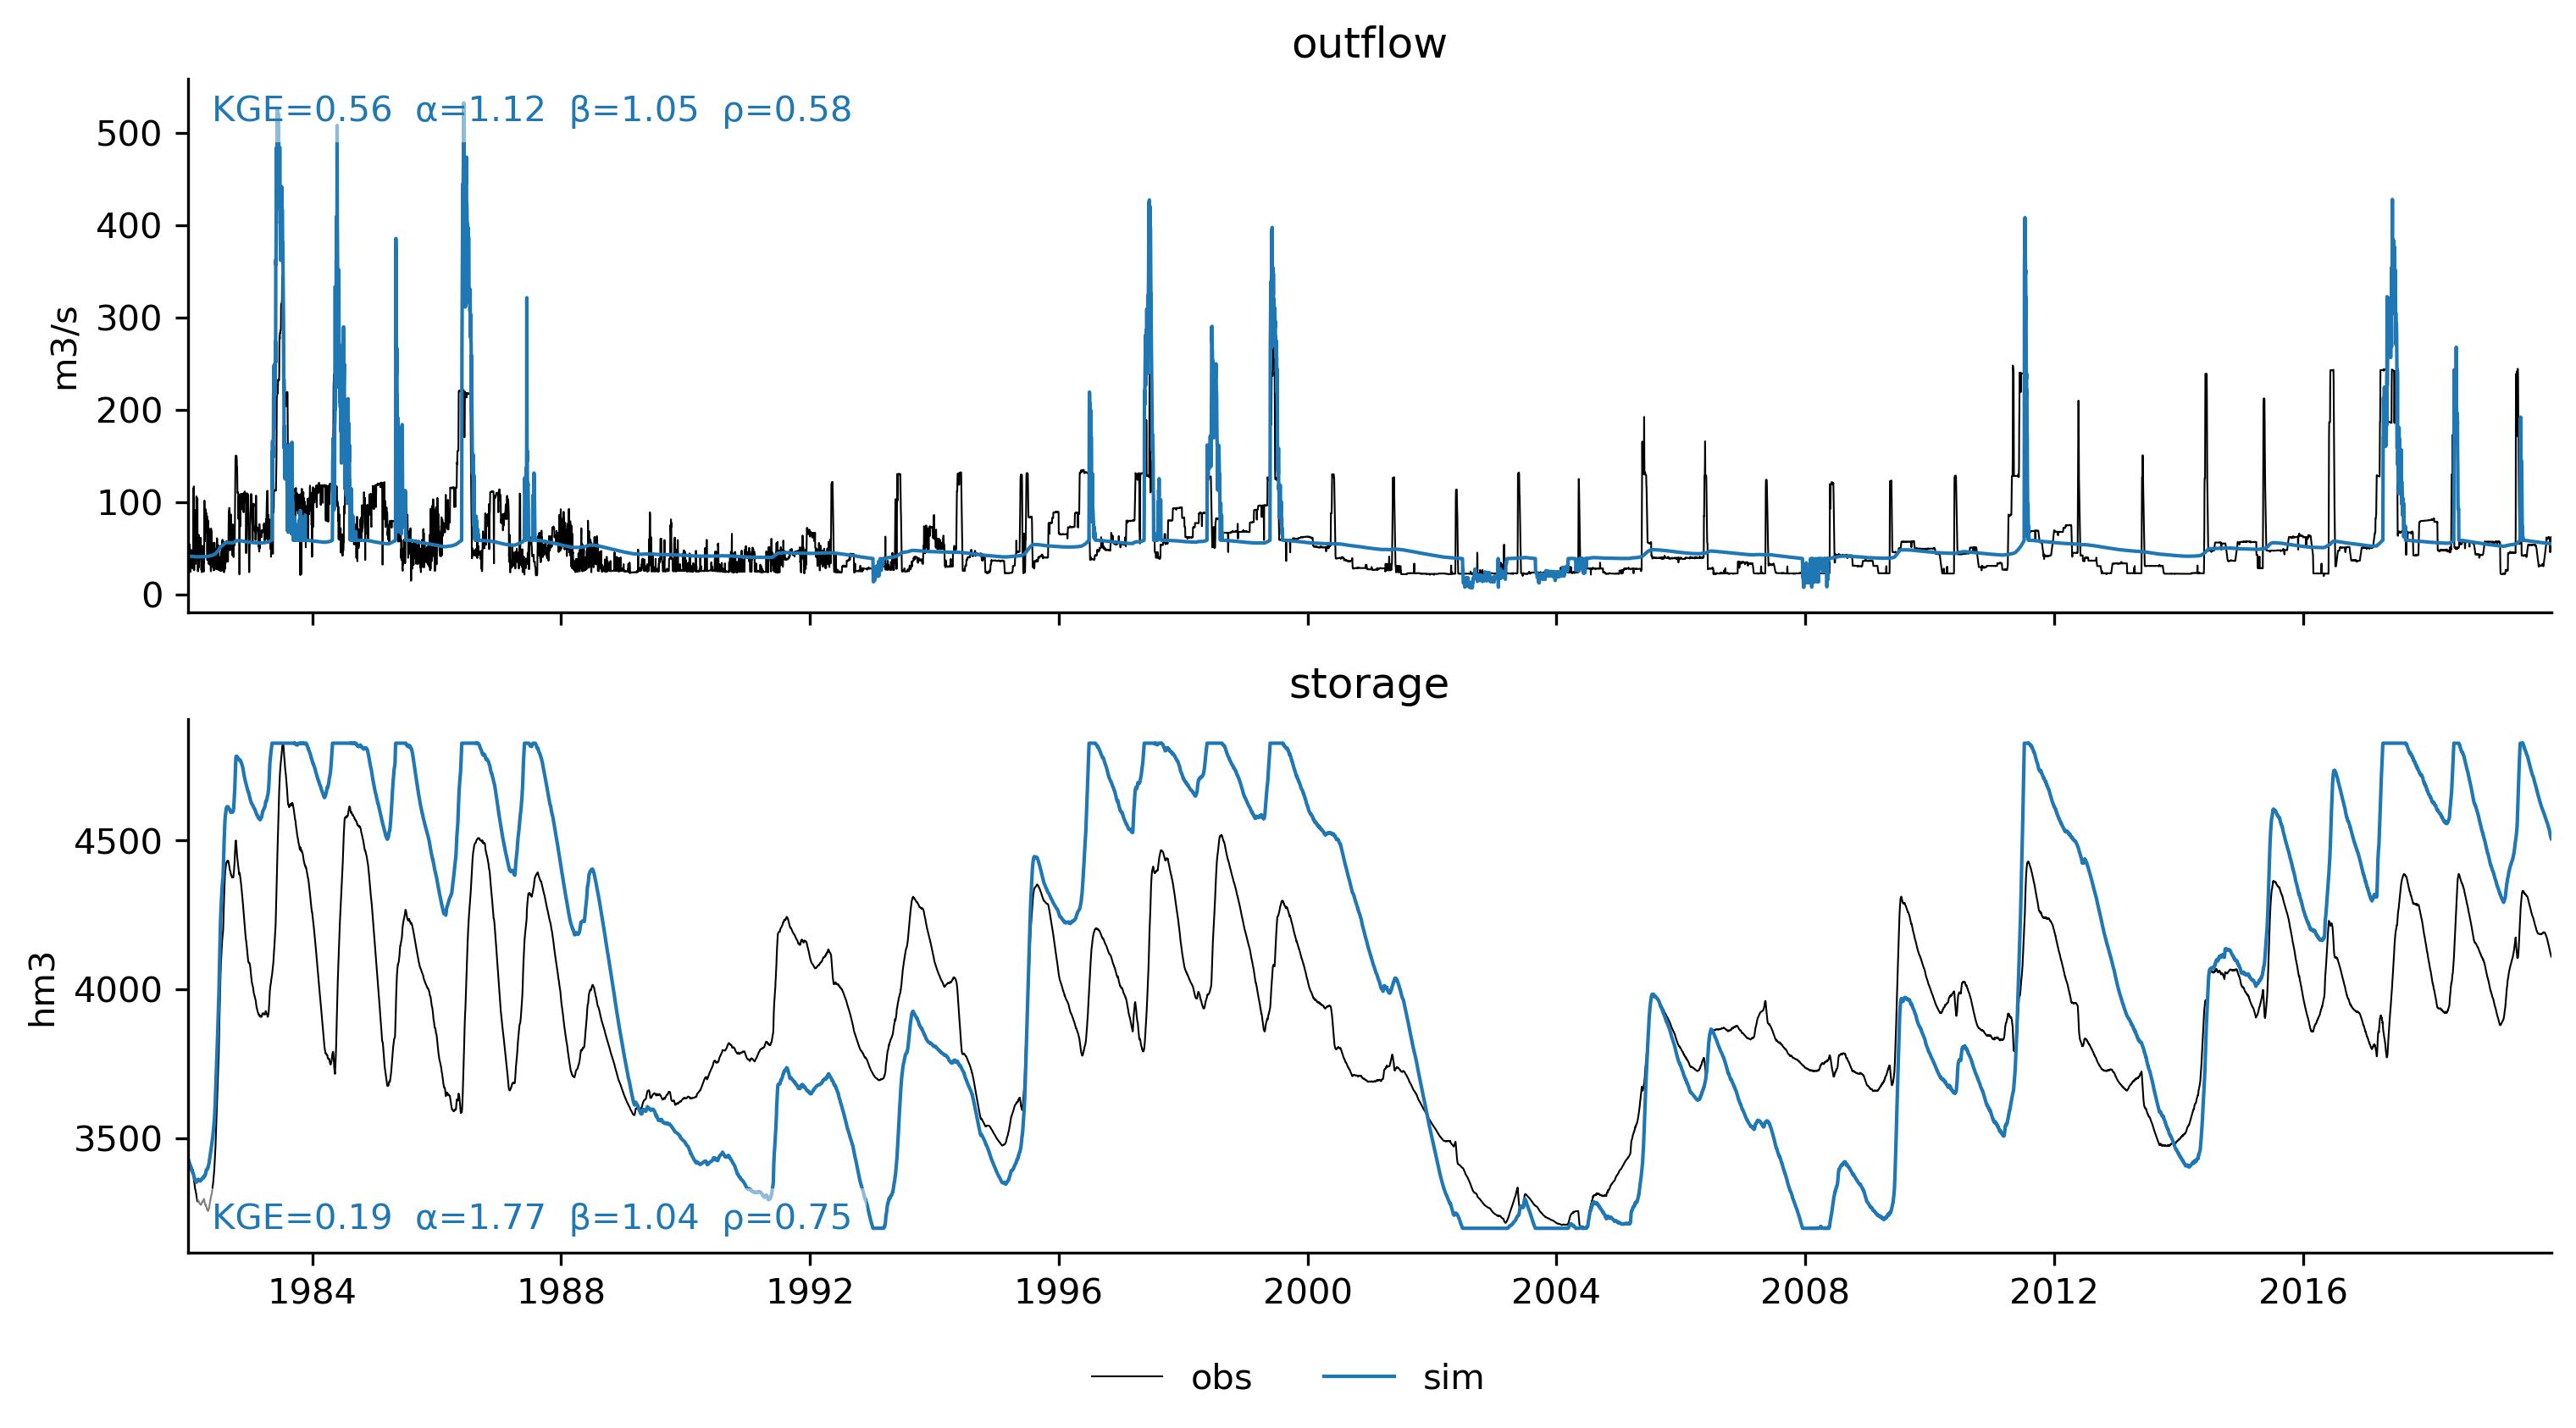 outflow
KGE=0.56 α=1.12 β=1.05 ρ=0.58
500
400
300
200
100
0
m3/s
storage
4500
4000
3500
hm3
KGE=0.19 α=1.77 β=1.04 ρ=0.75
1984 1988 1992 1996 2000 2004 2008 2012 2016
obs sim